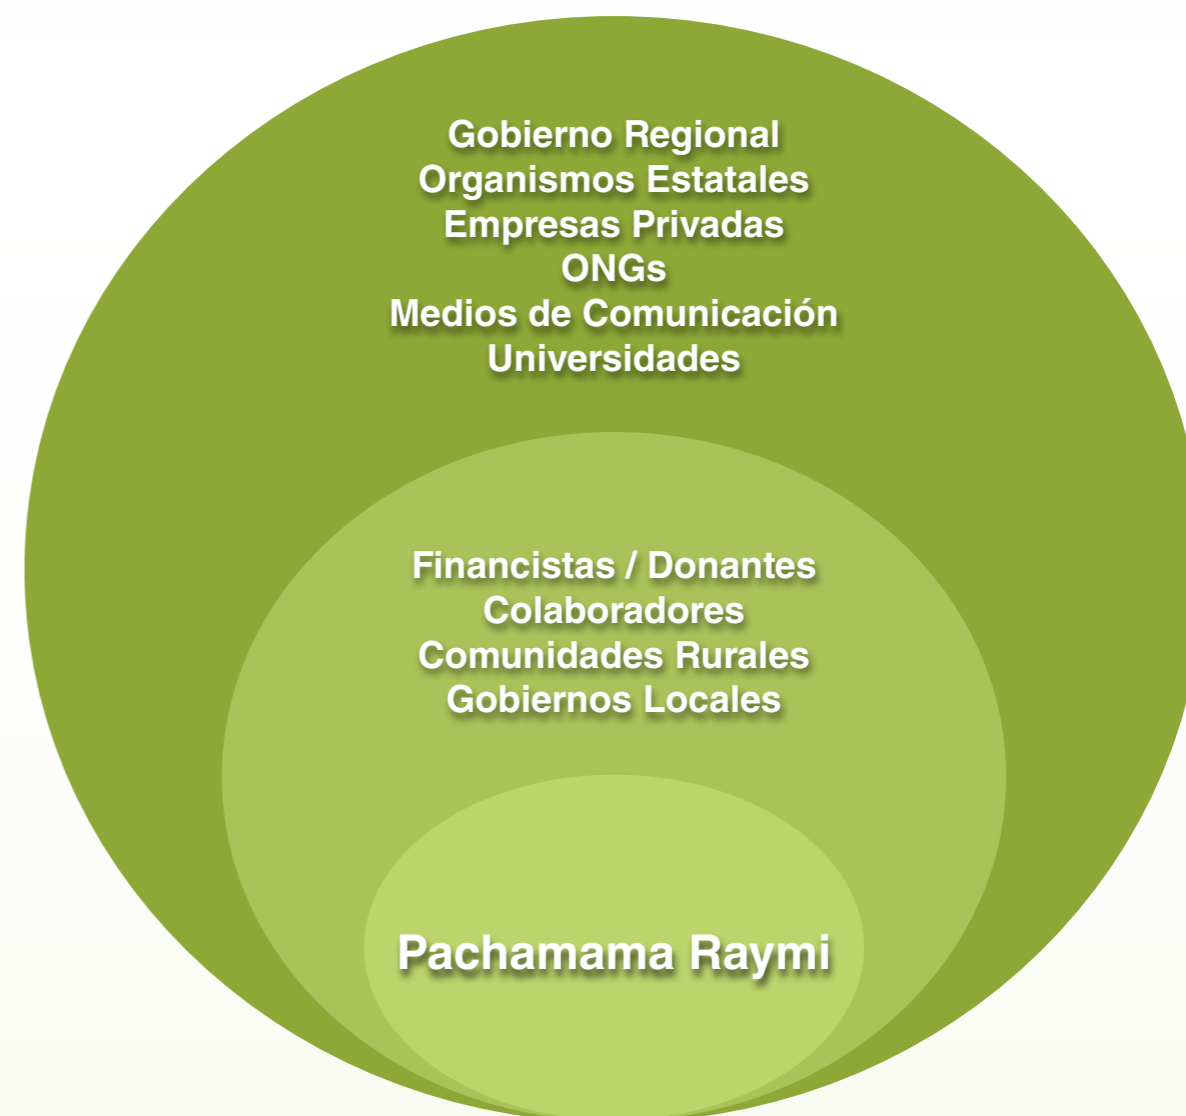 Gobierno Regional
Organismos Estatales
Empresas Privadas
ONGs
Medios de Comunicación
Universidades
Financistas / Donantes
Colaboradores
Comunidades Rurales
Gobiernos Locales
Pachamama Raymi